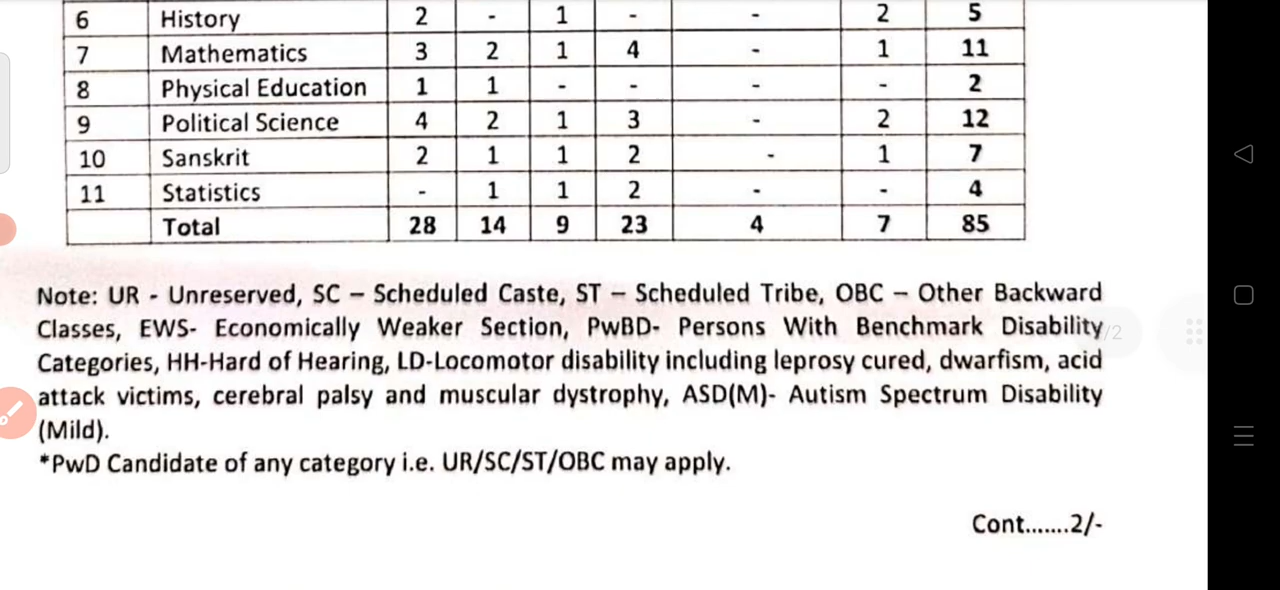 6 History 2 - 1 - - 2 5
7 Mathematics 3 2 1 4 - 1 11
8 Physical Education 1 1 - - - - 2
9 Political Science 4 2 1 3 - 2 12
10 Sanskrit 2 1 1 2 - 1 7
11 Statistics - 1 1 2 - - 4
Total 28 14 9 23 4 7 85
Note: UR - Unreserved, SC – Scheduled Caste, ST – Scheduled Tribe, OBC – Other Backward
Classes, EWS- Economically Weaker Section, PwBD- Persons With Benchmark Disability
/2
Categories, HH-Hard of Hearing, LD-Locomotor disability including leprosy cured, dwarfism, acid
attack victims, cerebral palsy and muscular dystrophy, ASD(M)- Autism Spectrum Disability
(Mild).
*PwD Candidate of any category i.e. UR/SC/ST/OBC may apply.
Cont.......2/-